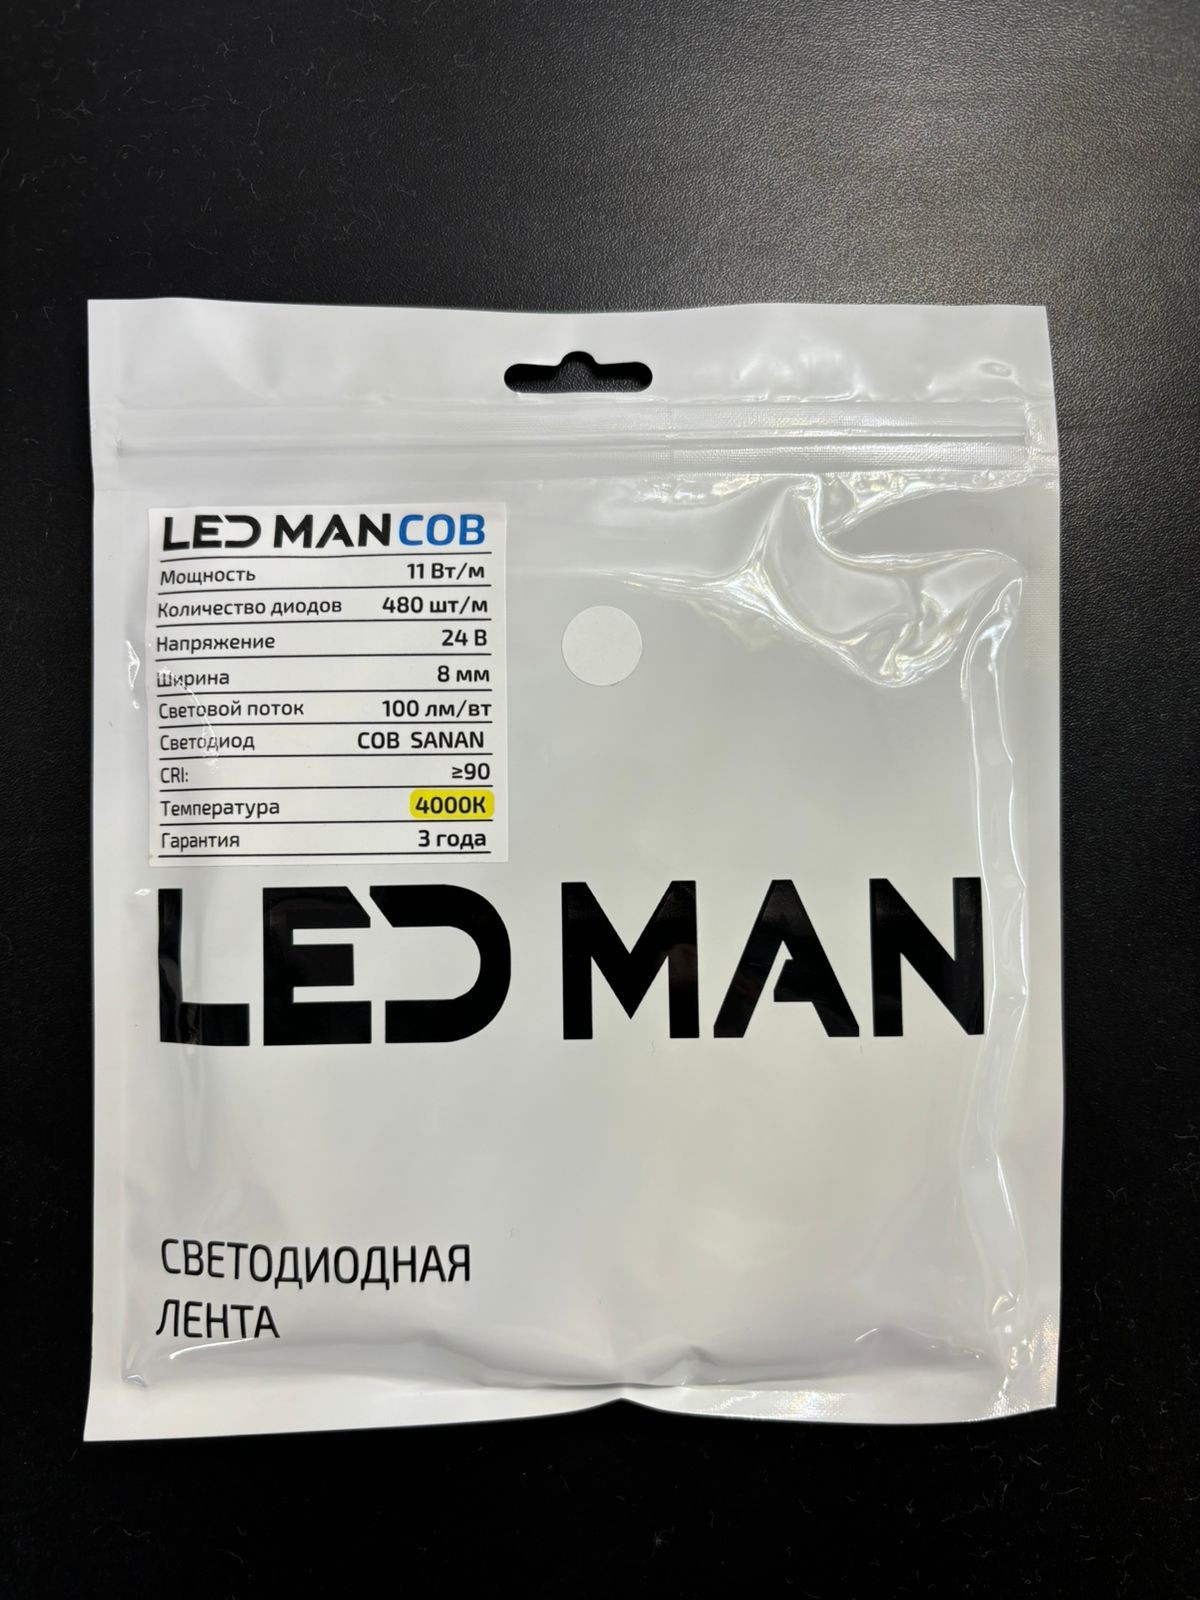 LED MAN COB
Мощность 11 Вт/м
Количество диодов 480 шт/м
Напряжение 24 В
Ширина 8 мм
Световой поток 100 лм/вт
Светодиод COB SANAN
CRI: ≥90
Температура 4000К
Гарантия 3 года
LED MAN
СВЕТОДИОДНАЯ
ЛЕНТА